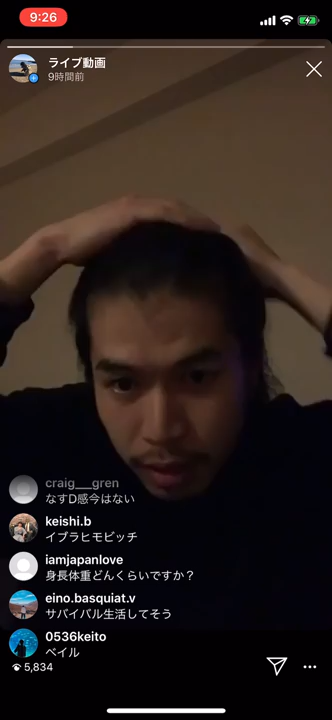 9:26
ライブ動画
9時間前
craig___gren
なすD感今はない
keishi.b
イブラヒモビッチ
iamjapanlove
身長体重どんくらいですか？
eino.basquiat.v
サバイバル生活してそう
0536keito
ベイル
5,834